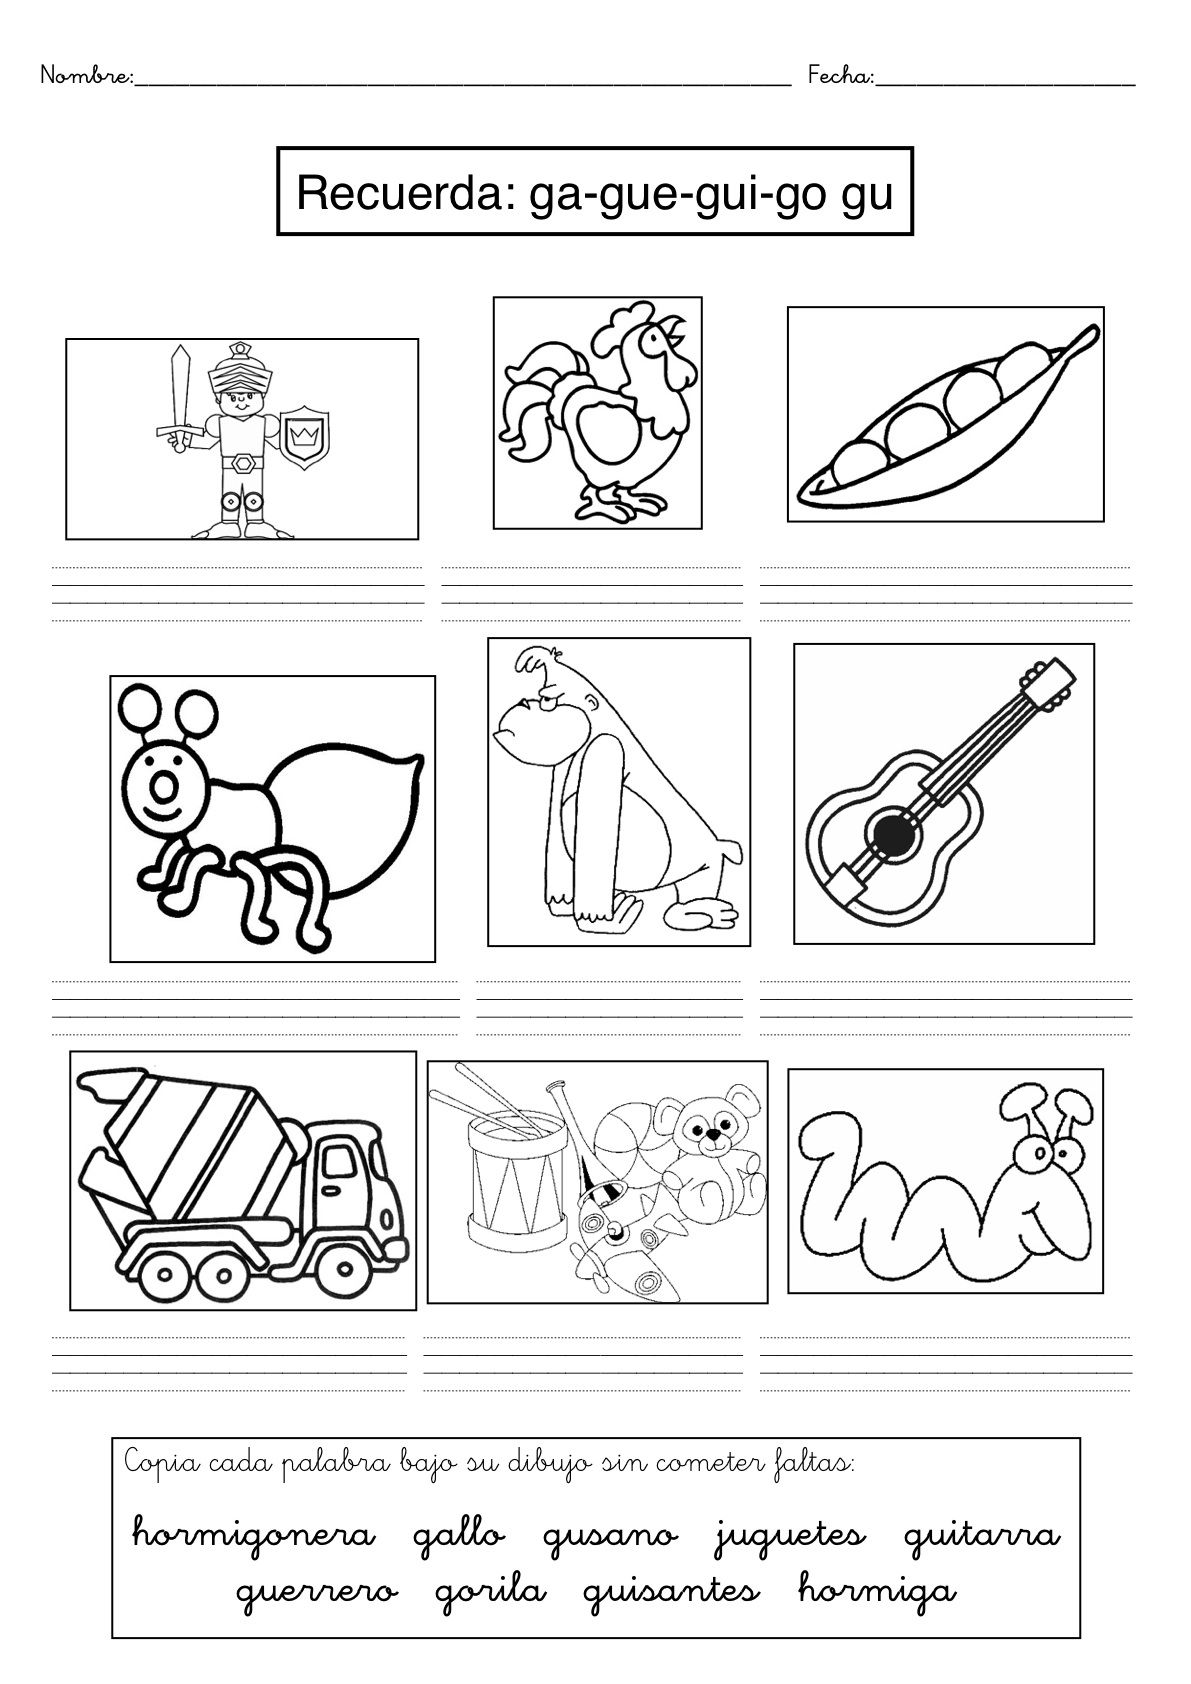 Nombre: Fecha:
Recuerda: ga-gue-gui-go gu
Copia cada palabra bajo su dibujo sin cometer faltas:
hormigonera gallo gusano juguetes guitarra
guerrero gorila guisantes hormiga